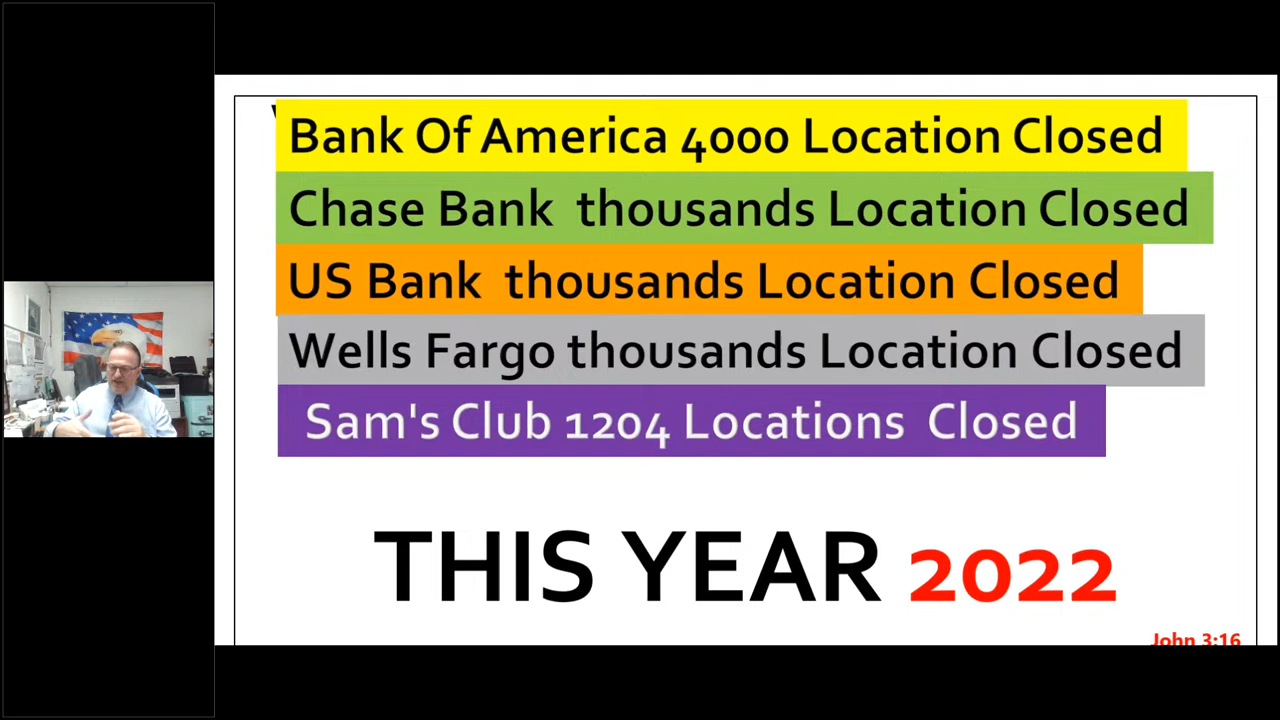 Bank Of America 4000 Location Closed
Chase Bank thousands Location Closed
US Bank thousands Location Closed
Wells Fargo thousands Location Closed
Sam's Club 1204 Locations Closed
THIS YEAR 2022
John 3:16